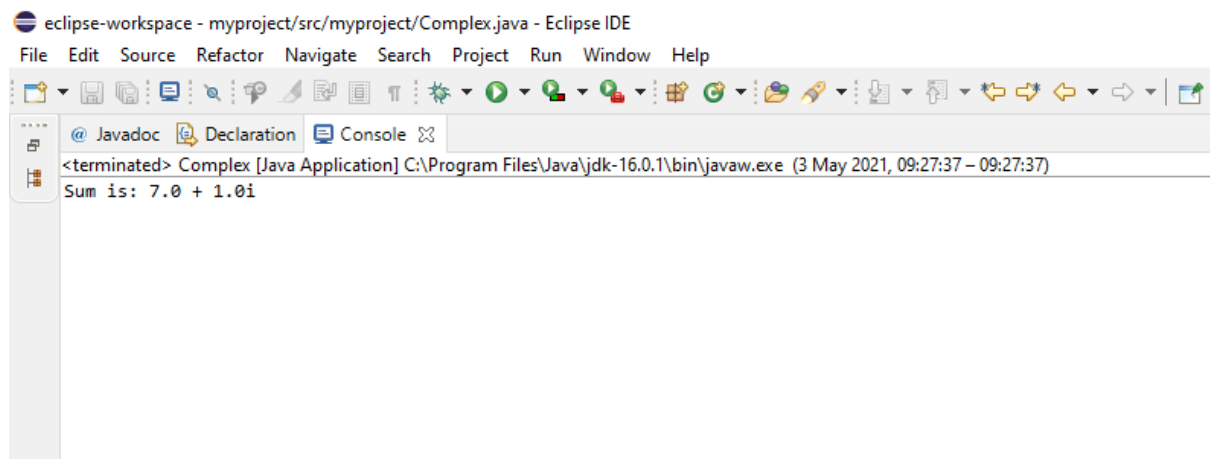 eclipse-workspace - myproject/src/myproject/Complex.java - Eclipse IDE
File Edit Source Refactor Navigate Search Project Run Window Help
@ Javadoc Declaration Console
<terminated> Complex [Java Application] C:\Program Files\Java\jdk-16.0.1\bin\javaw.exe (3 May 2021, 09:27:37 – 09:27:37)
Sum is: 7.0 + 1.0i